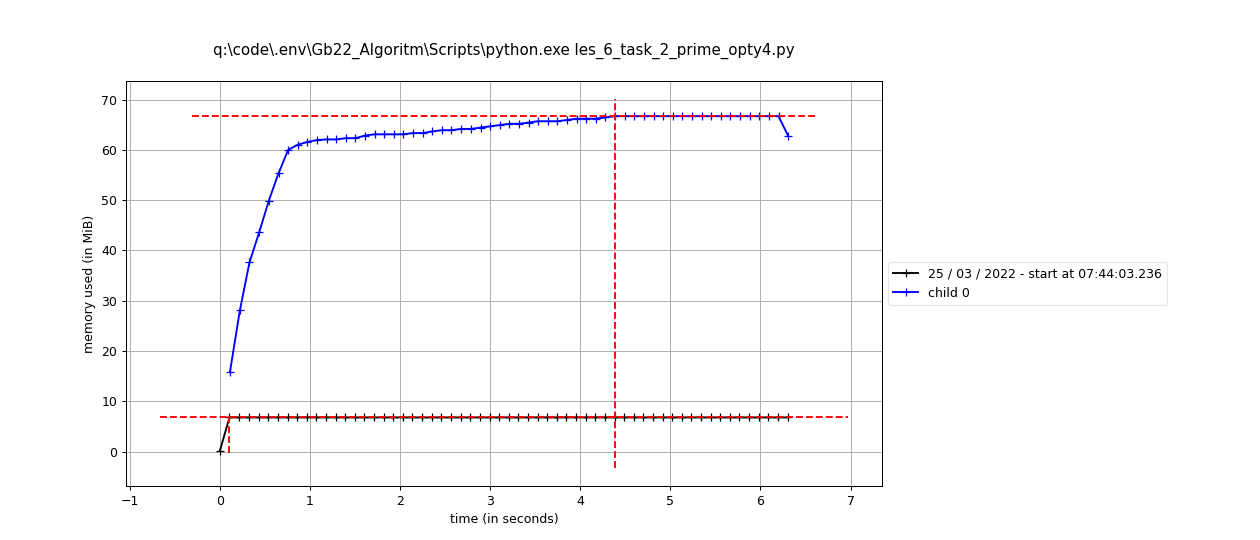 q:\code\.env\Gb22_Algoritm\Scripts\python.exe les_6_task_2_prime_opty4.py
70
60
50
40
30
20
10
0
memory used (in MiB)
−1 0 1 2 3 4 5 6 7
time (in seconds)
25 / 03 / 2022 - start at 07:44:03.236
child 0